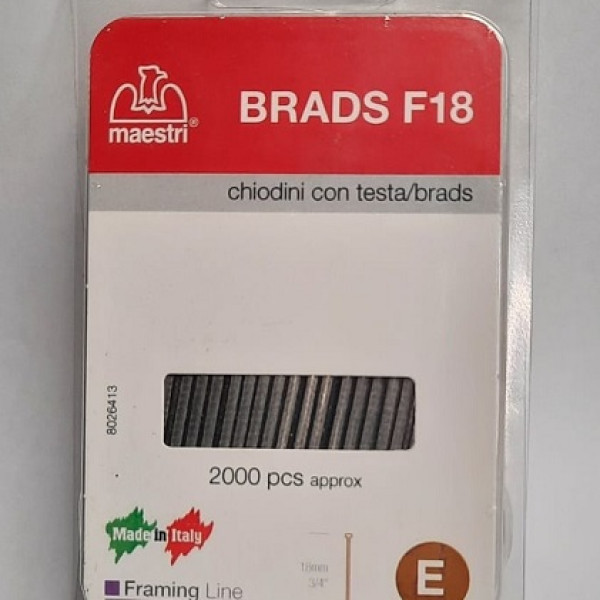 maestri®
BRADS F18
chiodini con testa/brads
8026413
2000 pcs approx
Made in Italy
18mm
3/4"
E
Framing Line